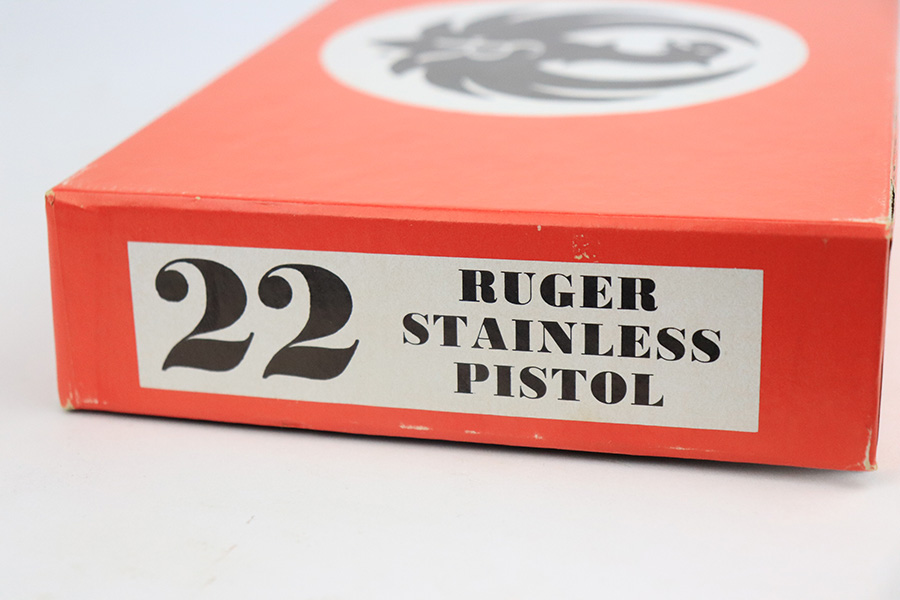 22
RUGER
STAINLESS
PISTOL